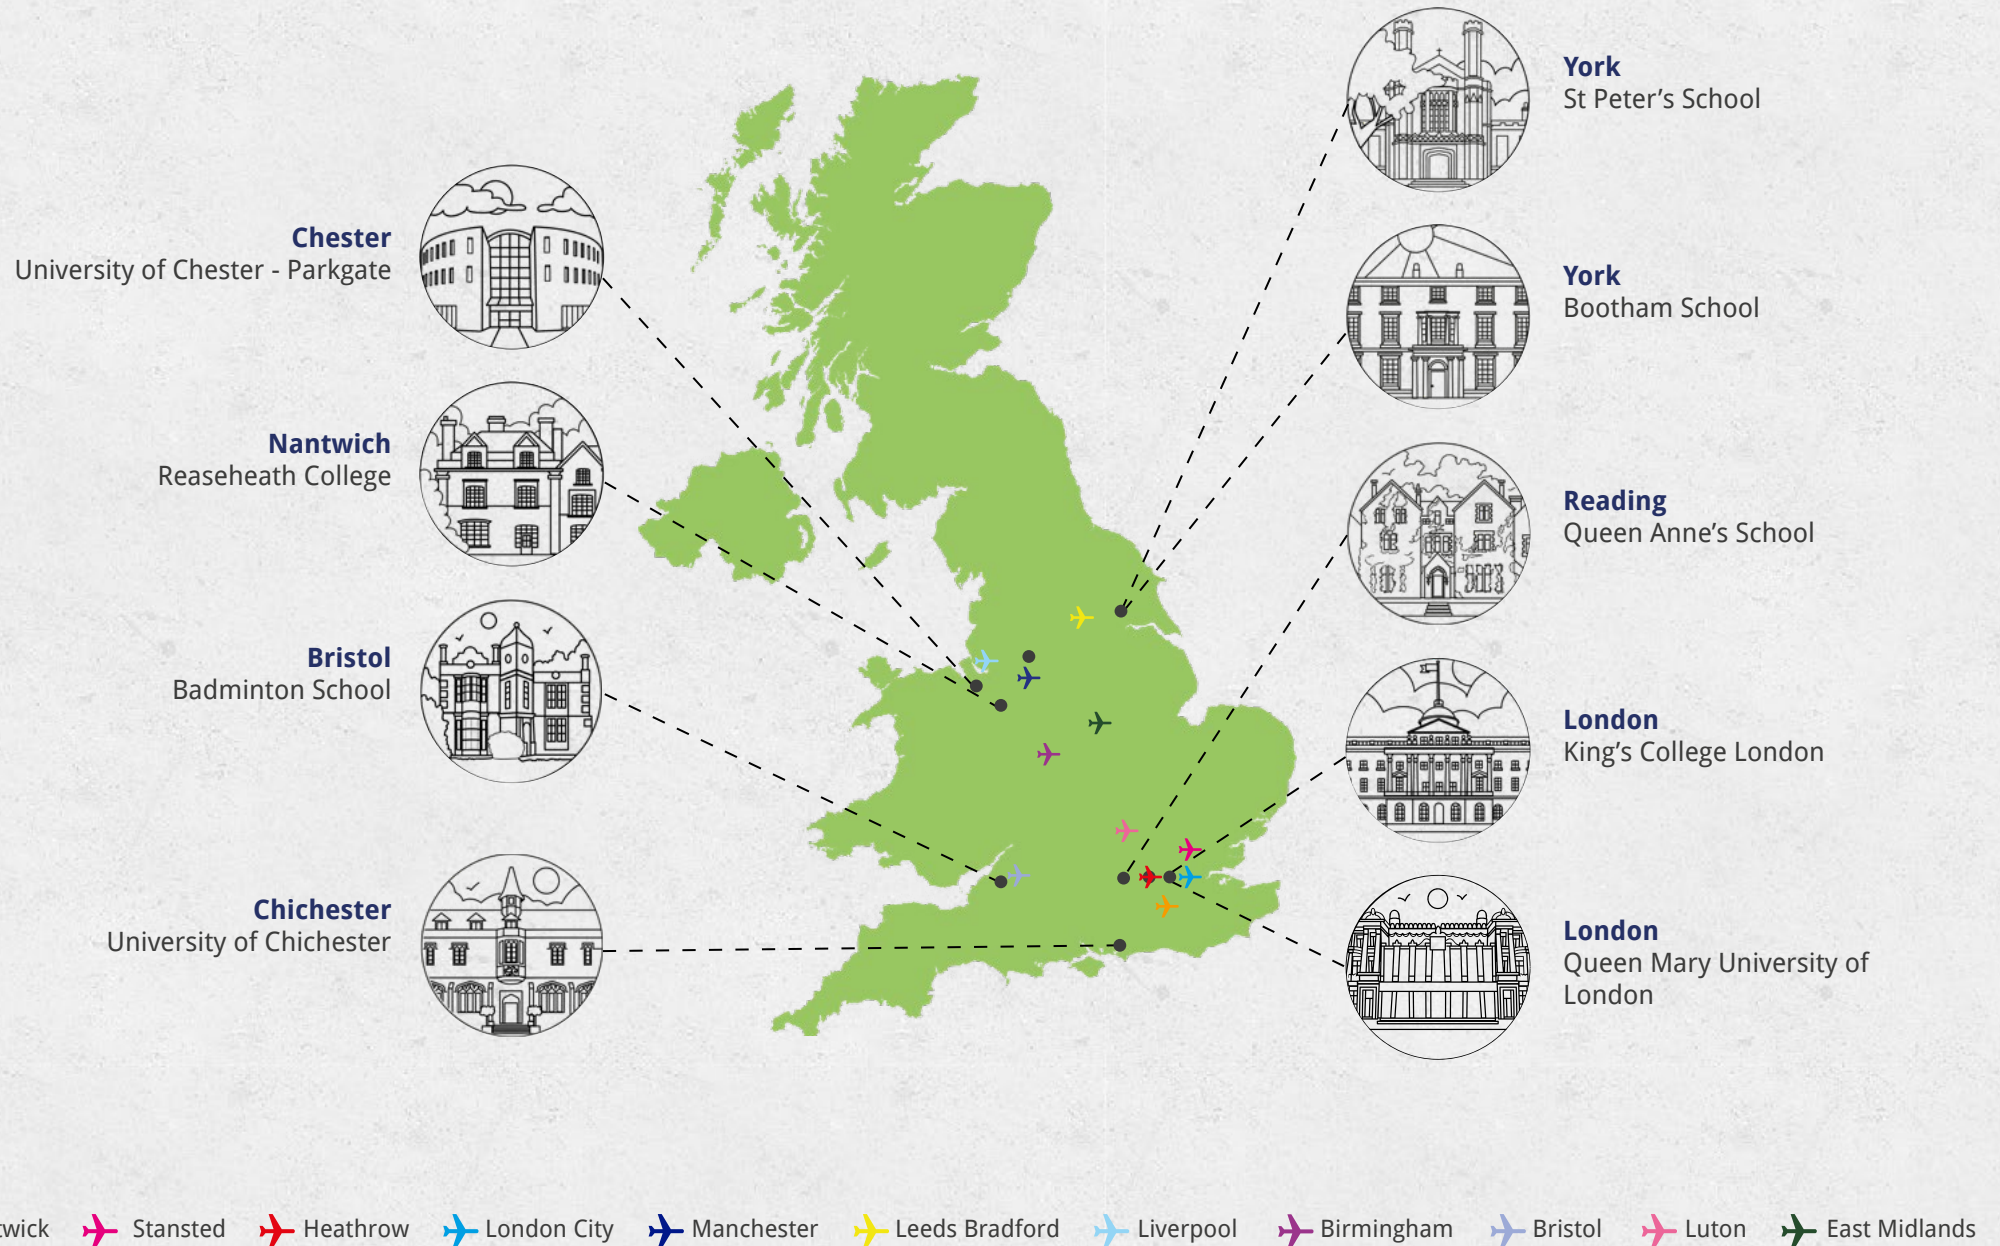 York
St Peter's School
Chester
University of Chester - Parkgate
York
Bootham School
Nantwich
Reaseheath College
Reading
Queen Anne's School
Bristol
Badminton School
London
King's College London
Chichester
University of Chichester
London
Queen Mary University of
London
twick Stansted Heathrow London City Manchester Leeds Bradford Liverpool Birmingham Bristol Luton East Midlands